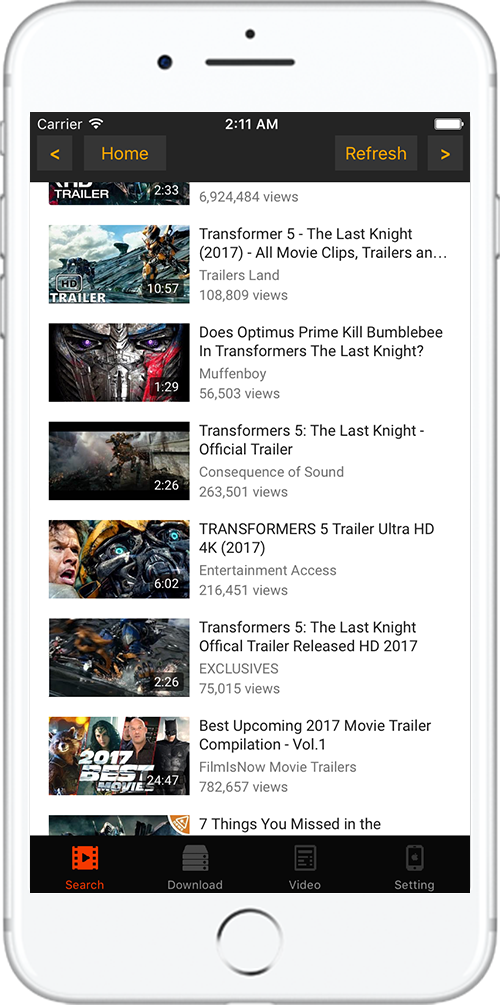 Carrier
2:11 AM
<
Home
Refresh
>
HD
TRAILER
2:33
6,924,484 views
HD
TRAILER
10:57
Transformer 5 - The Last Knight
(2017) - All Movie Clips, Trailers an…
Trailers Land
108,809 views
1:29
Does Optimus Prime Kill Bumblebee
In Transformers The Last Knight?
Muffenboy
56,503 views
2:26
Transformers 5: The Last Knight -
Official Trailer
Consequence of Sound
263,501 views
6:02
TRANSFORMERS 5 Trailer Ultra HD
4K (2017)
Entertainment Access
216,451 views
2:26
Transformers 5: The Last Knight
Offical Trailer Released HD 2017
EXCLUSIVES
75,015 views
2017
BEST
MOVIES
24:47
Best Upcoming 2017 Movie Trailer
Compilation - Vol.1
FilmIsNow Movie Trailers
782,657 views
7 Things You Missed in the
Search
Download
Video
Setting